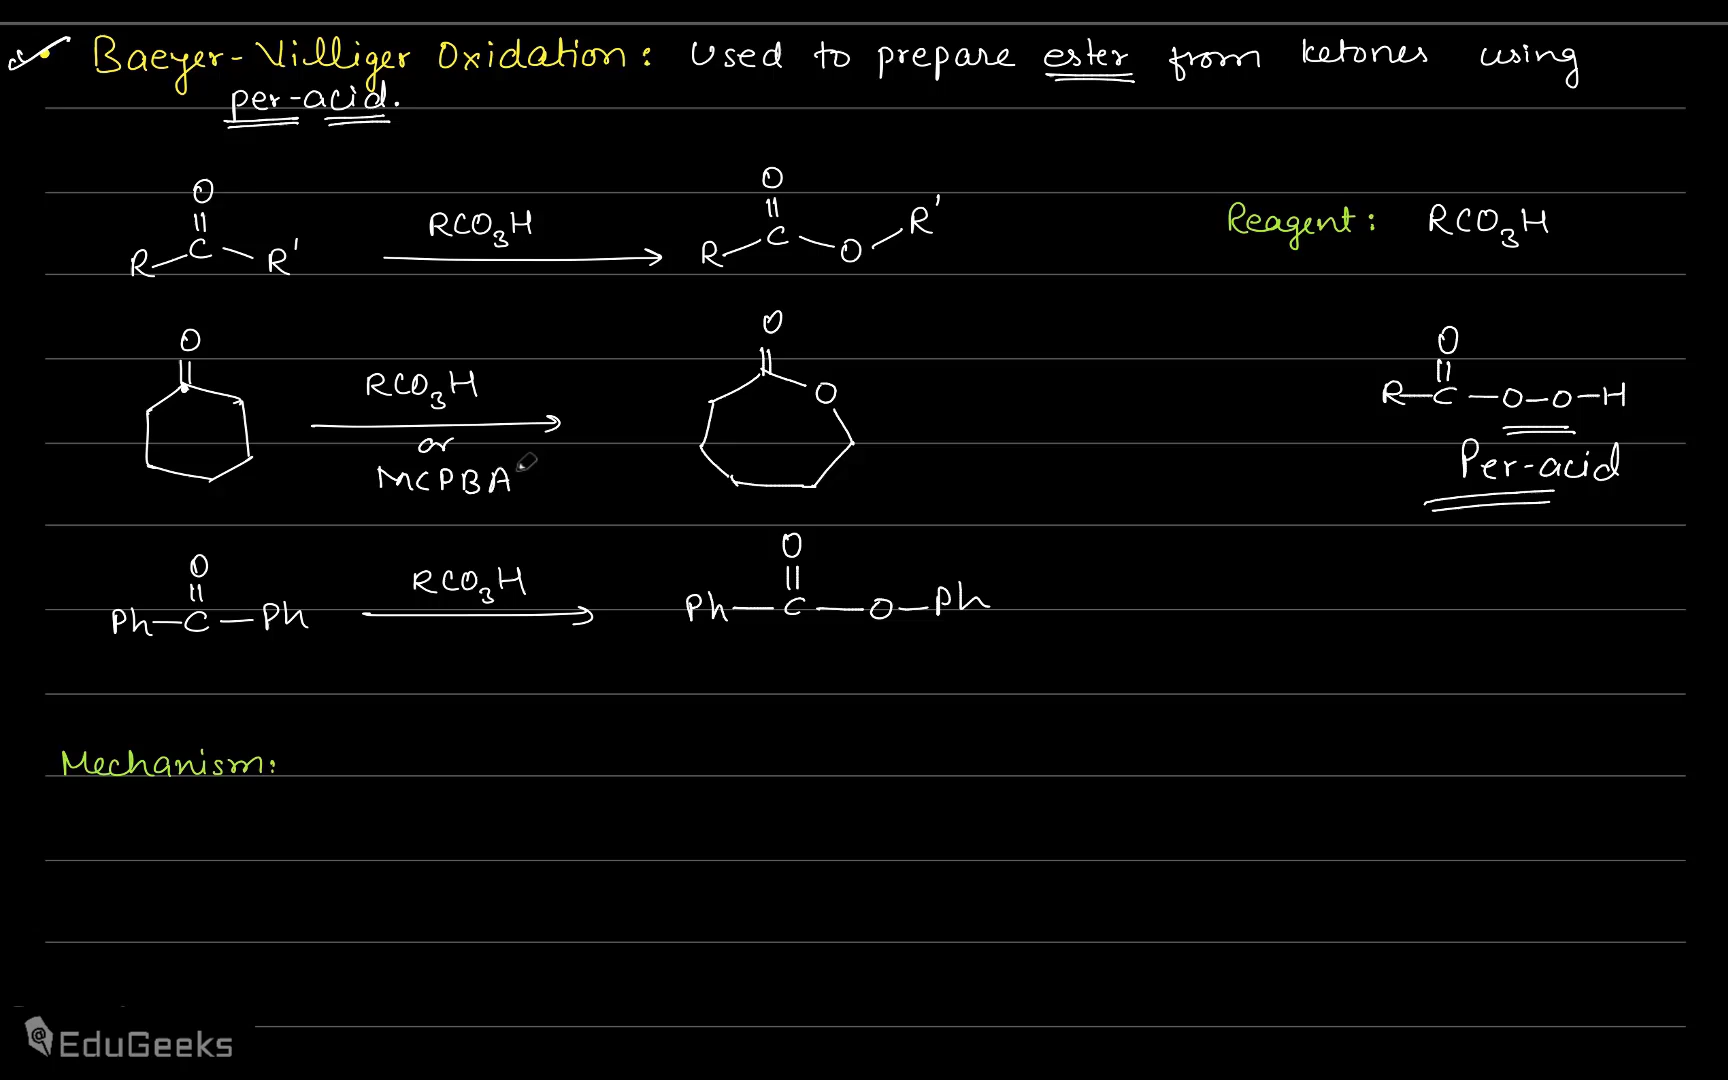 Baeyer-Villiger Oxidation: Used to prepare ester from ketones using
per-acid.
O
R C R' RCO3H
O
R C O R'
Reagent: RCO3H
O
RCO3H
or
MCPBA
O
O
O
R-C-O-O-H
Per-acid
O
Ph-C-Ph RCO3H
O
Ph-C-O-Ph
Mechanism:
EduGeeks